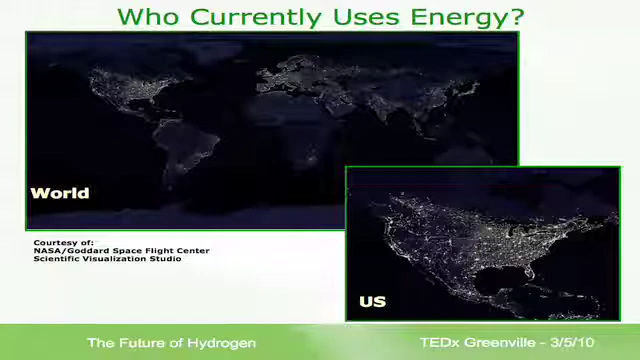 Who Currently Uses Energy?
World
Courtesy of:
NASA/Goddard Space Flight Center
Scientific Visualization Studio
US
The Future of Hydrogen
TEDx Greenville - 3/5/10